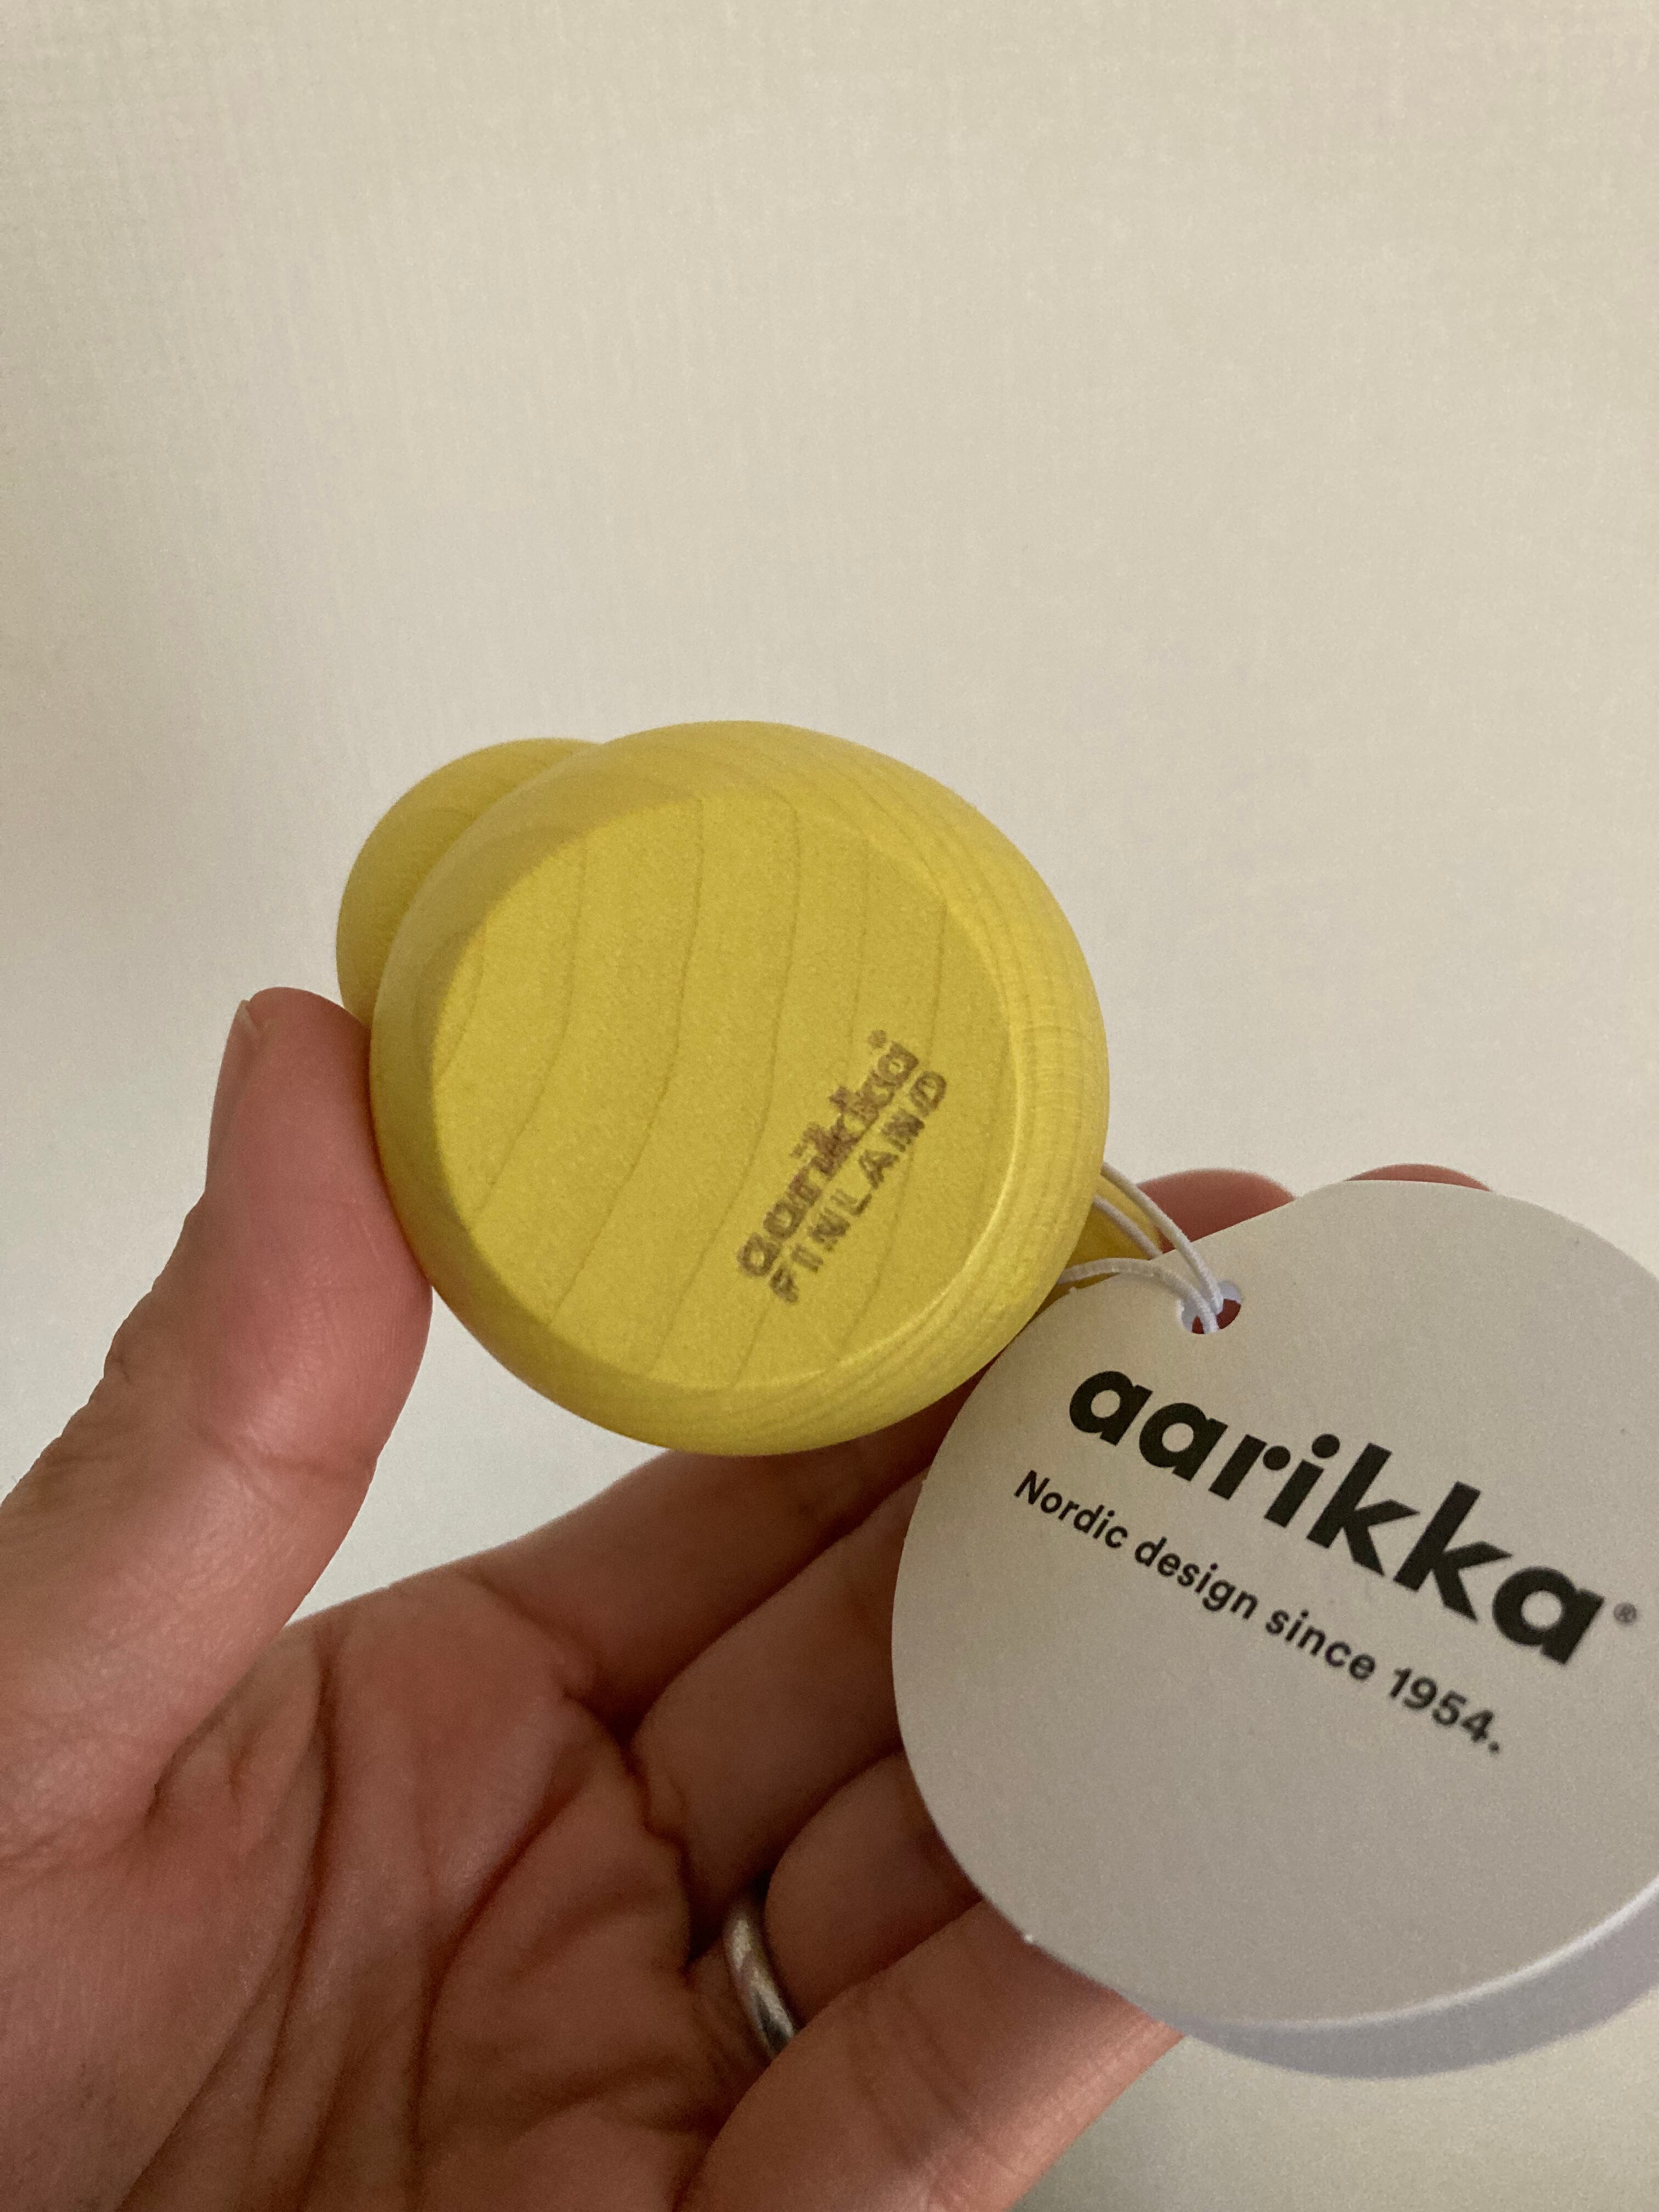 aarikka®
FINLAND
aarikka®
Nordic design since 1954.